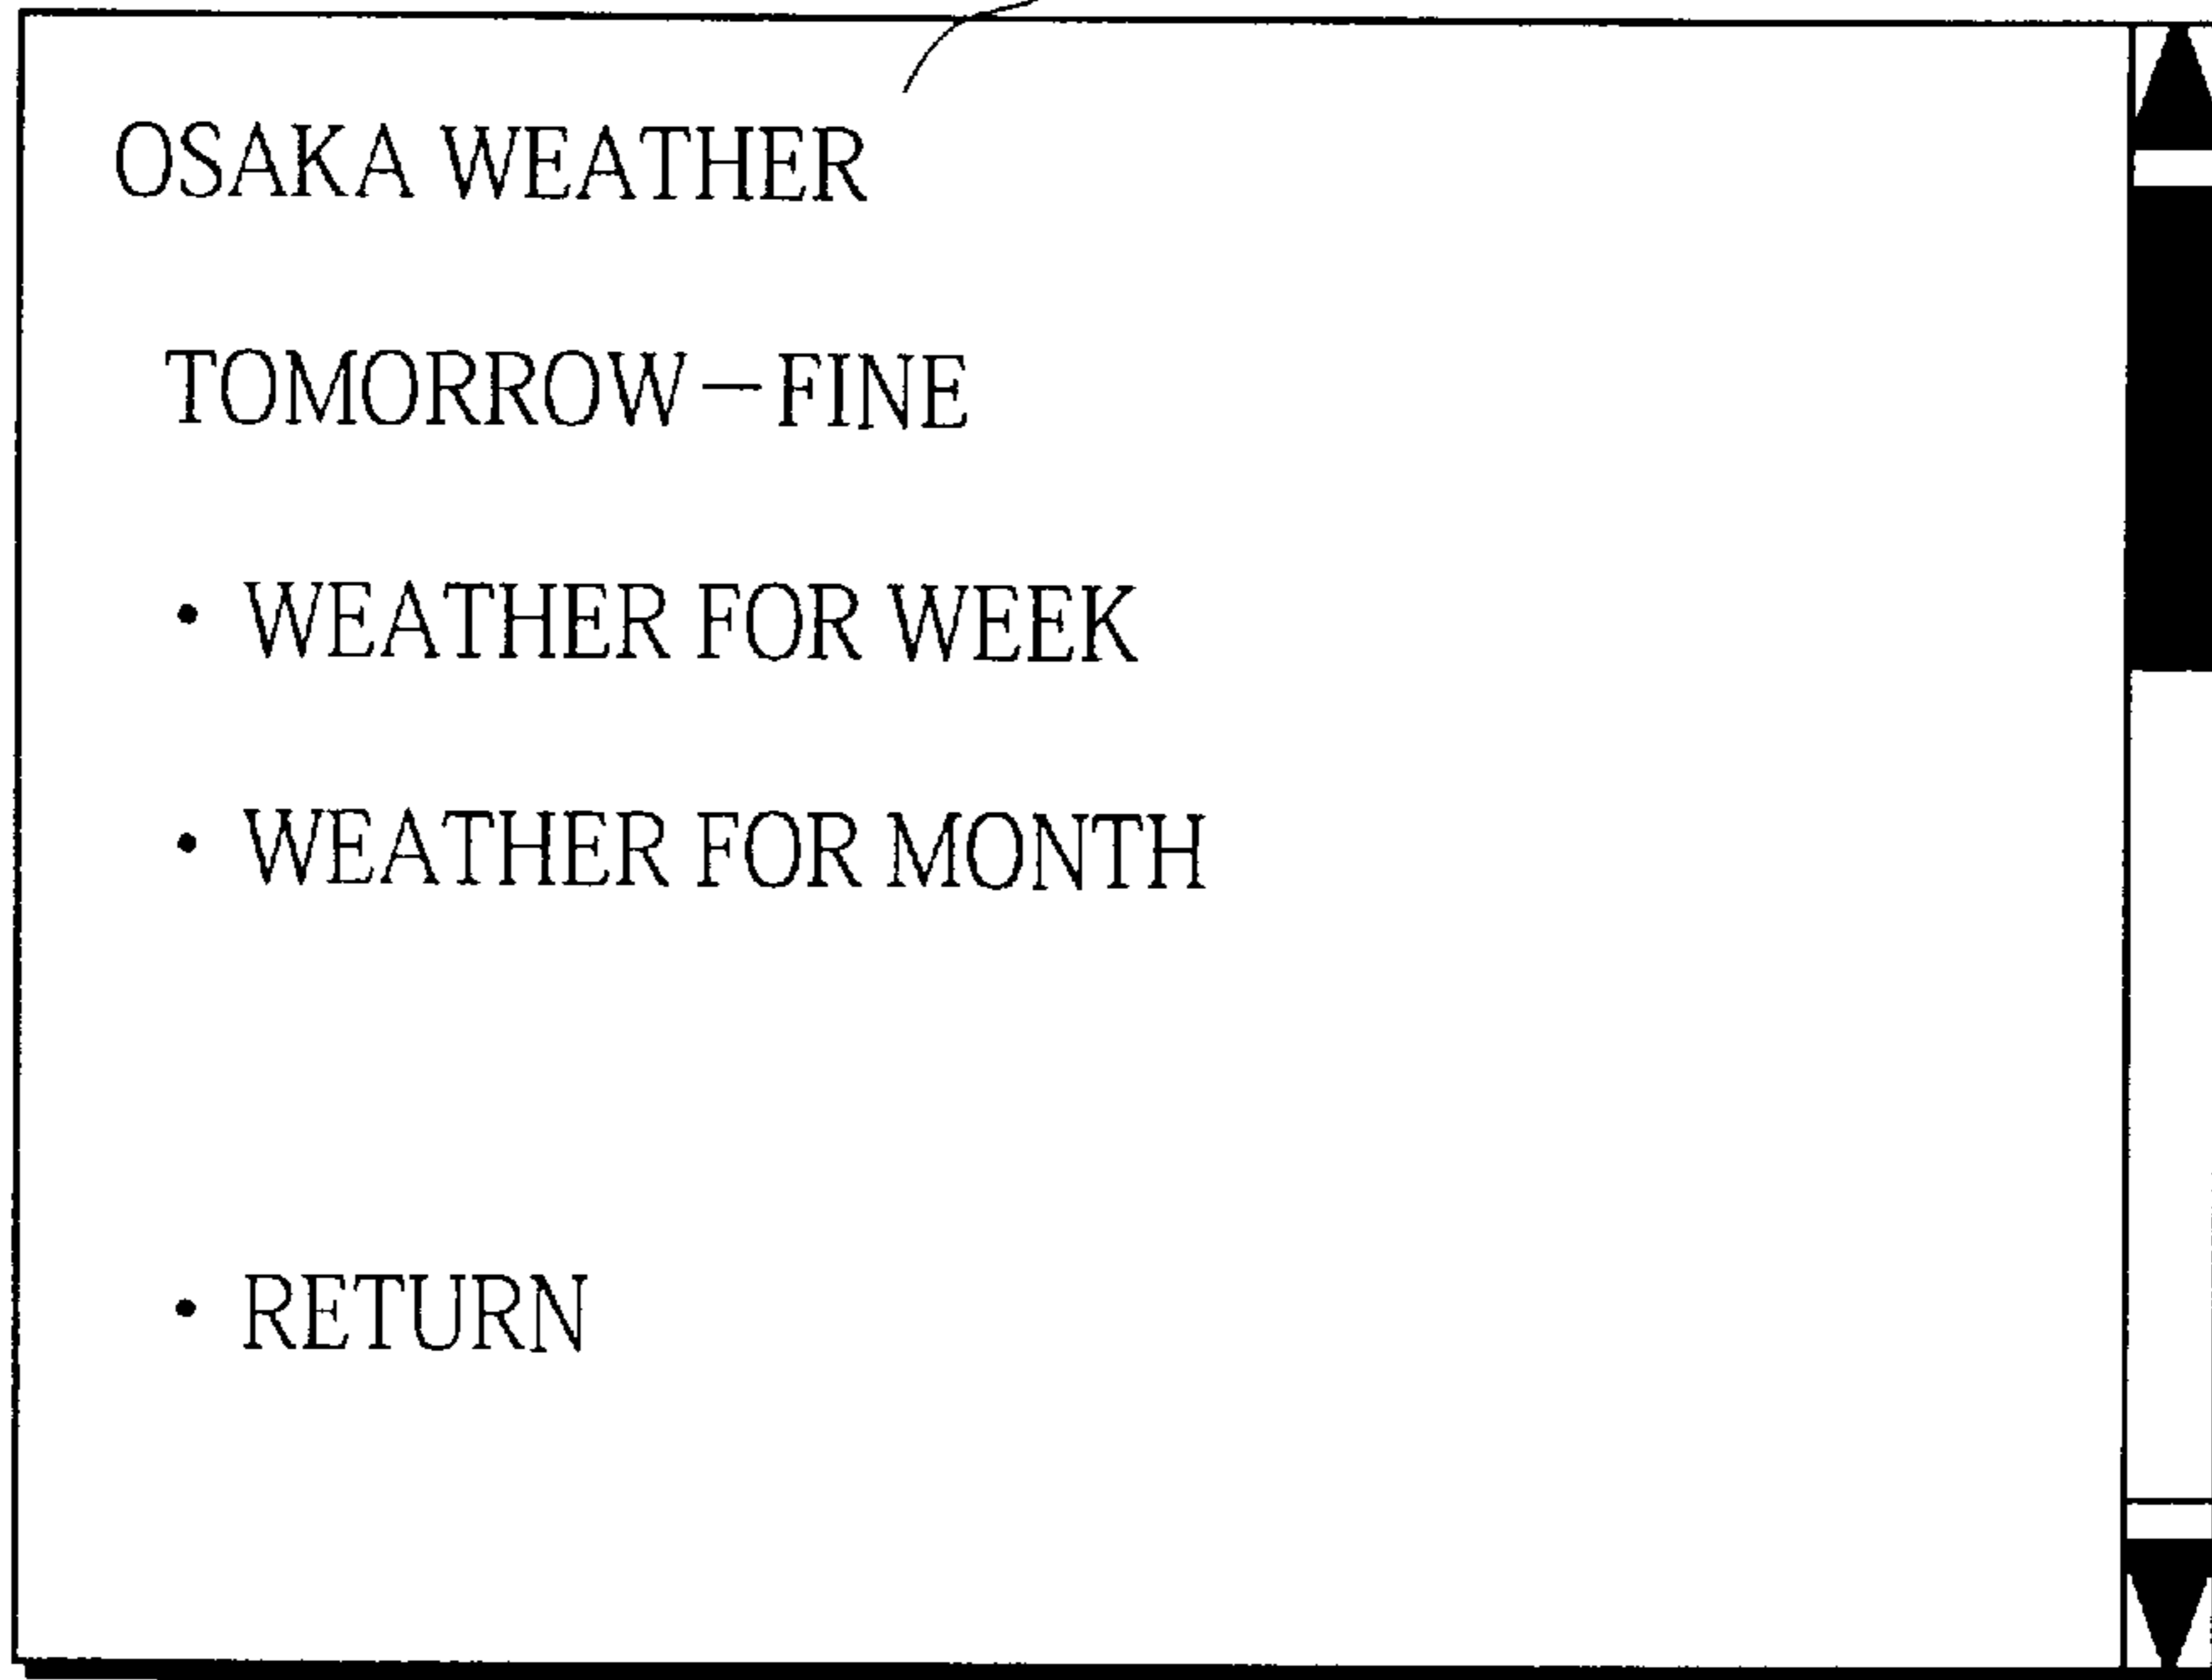 OSAKA WEATHER
TOMORROW—FINE
• WEATHER FOR WEEK
• WEATHER FOR MONTH
• RETURN